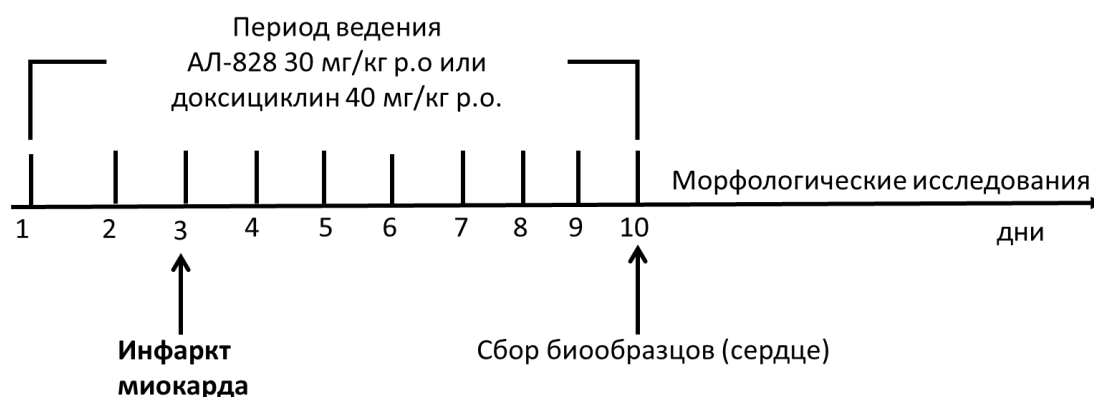 Период ведения
АЛ-828 30 мг/кг р.о или
доксициклин 40 мг/кг р.о.
Морфологические исследования
1 2 3 4 5 6 7 8 9 10 дни
Инфаркт
миокарда
Сбор биообразцов (сердце)